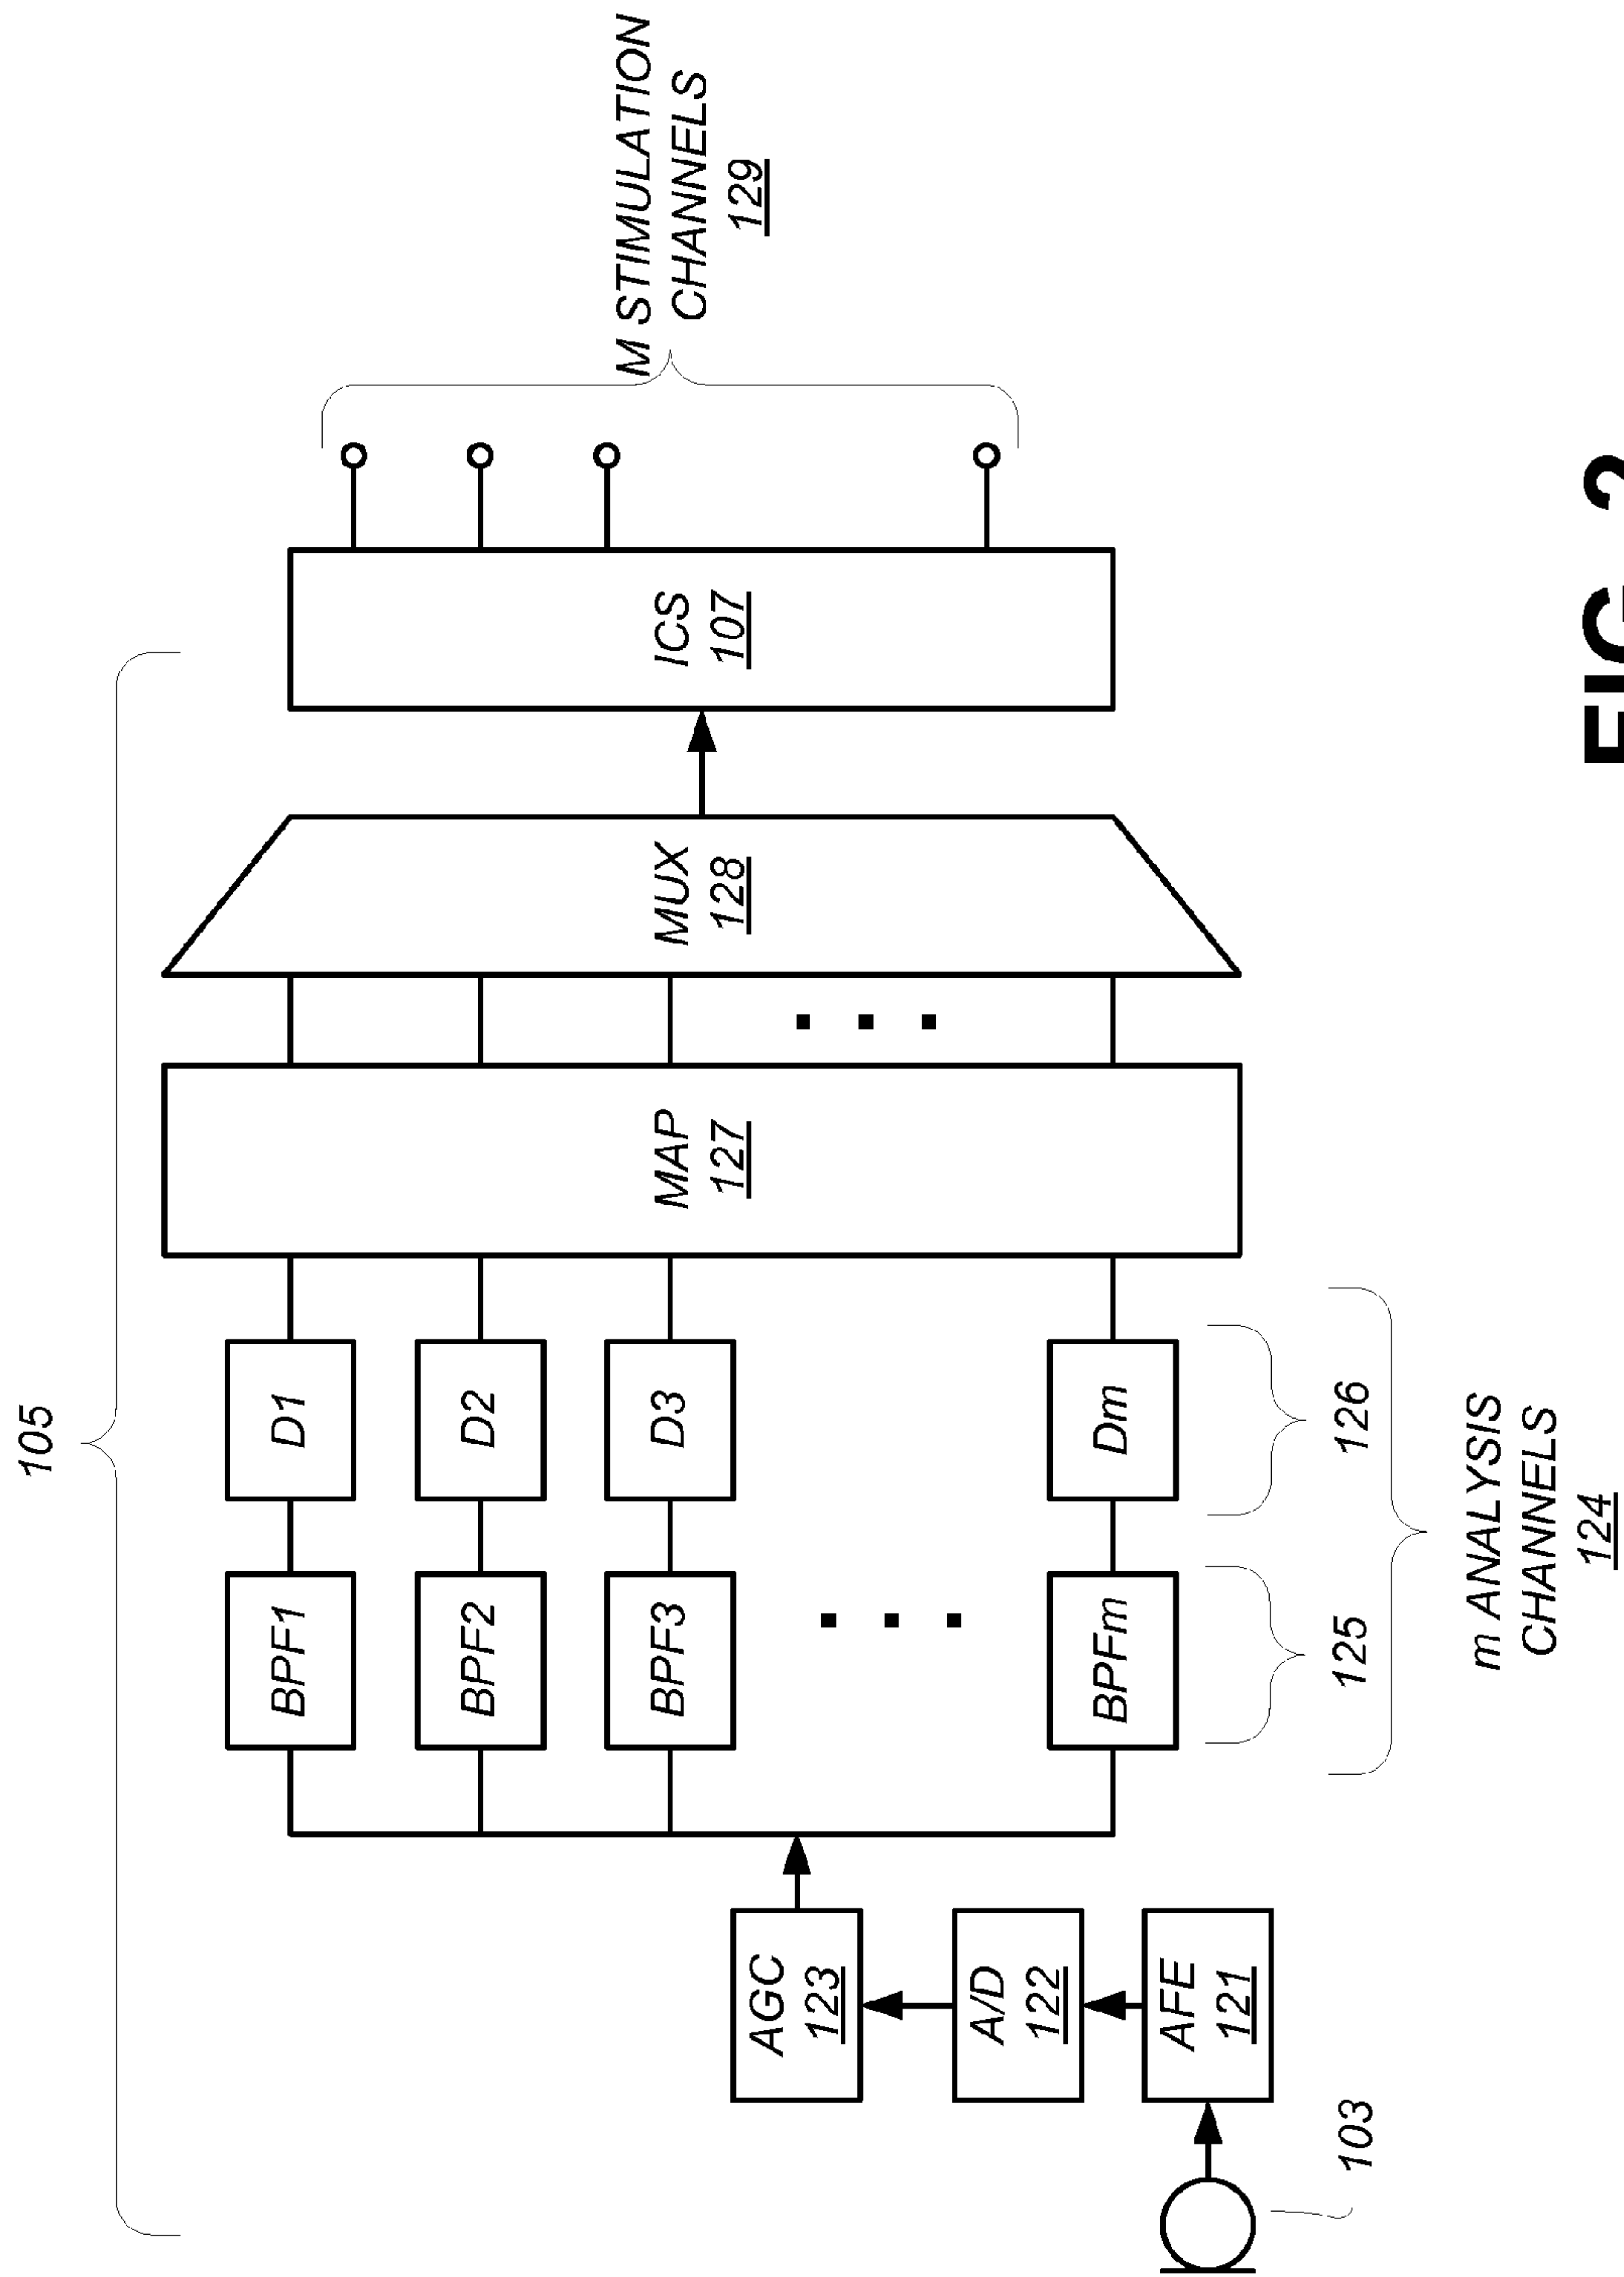 105
BPF1
D1
BPF2
D2
BPF3
D3
BPFm
Dm
MAP
127
MUX
128
ICS
107
M STIMULATION
CHANNELS
129
AGC
123
A/D
122
AFE
121
103
125
126
m ANALYSIS
CHANNELS
124
FIG